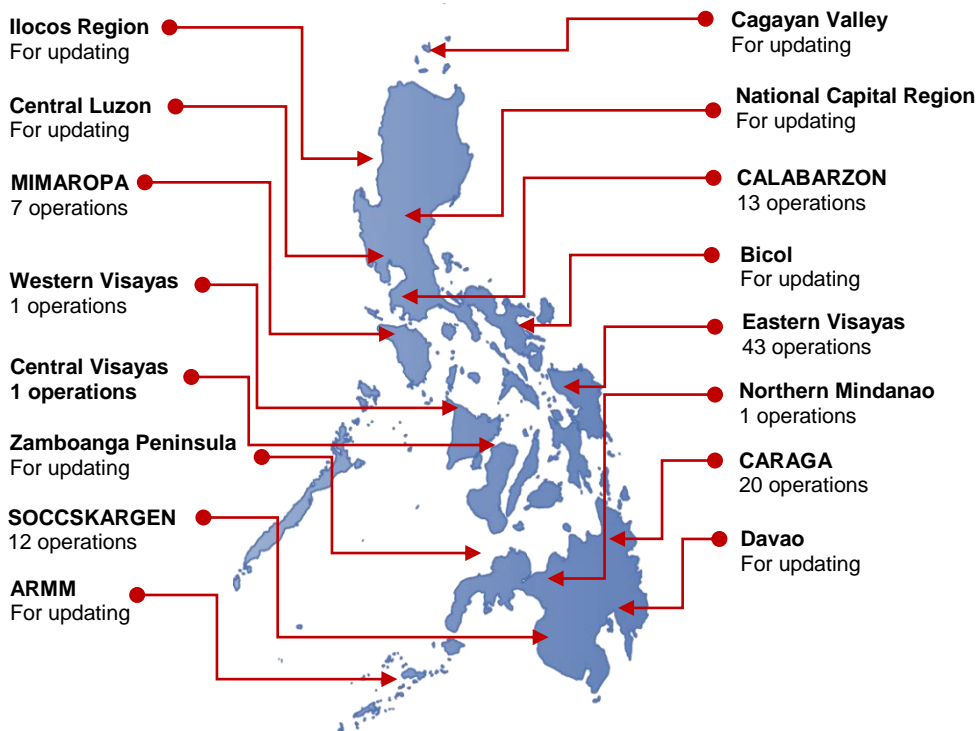 Ilocos Region
For updating
Central Luzon
For updating
MIMAROPA
7 operations
Western Visayas
1 operations
Central Visayas
1 operations
Zamboanga Peninsula
For updating
SOCCSKARGEN
12 operations
ARMM
For updating
Cagayan Valley
For updating
National Capital Region
For updating
CALABARZON
13 operations
Bicol
For updating
Eastern Visayas
43 operations
Northern Mindanao
1 operations
CARAGA
20 operations
Davao
For updating